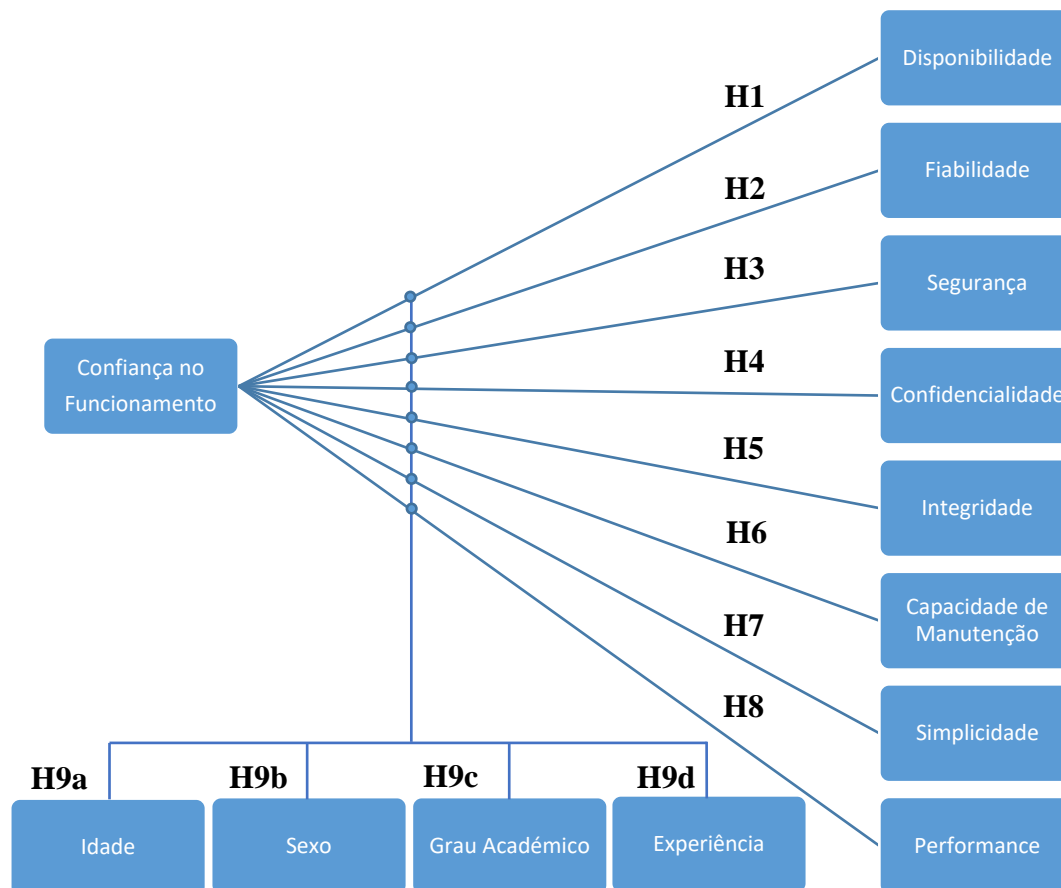 Disponibilidade
H1
Fiabilidade
H2
Segurança
H3
Confiança no
Funcionamento
H4
Confidencialidade
H5
Integridade
H6
Capacidade de
Manutenção
H7
Simplicidade
H8
Performance
H9a
H9b
H9c
H9d
Idade
Sexo
Grau Académico
Experiência